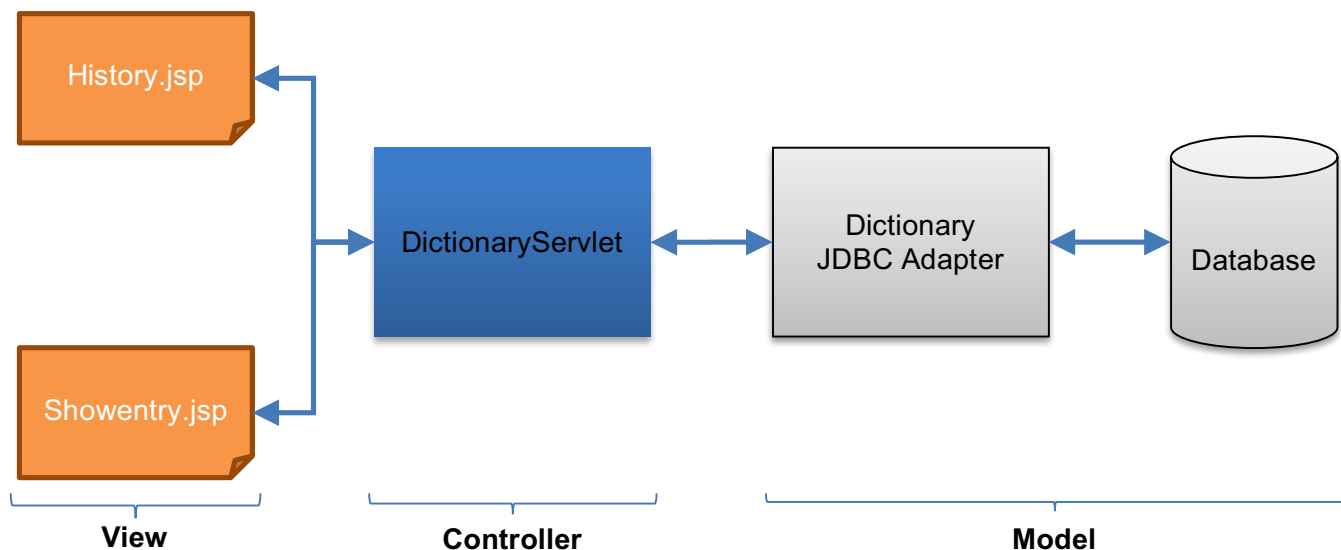 History.jsp
DictionaryServlet
Dictionary
JDBC Adapter
Database
Showentry.jsp
View
Controller
Model